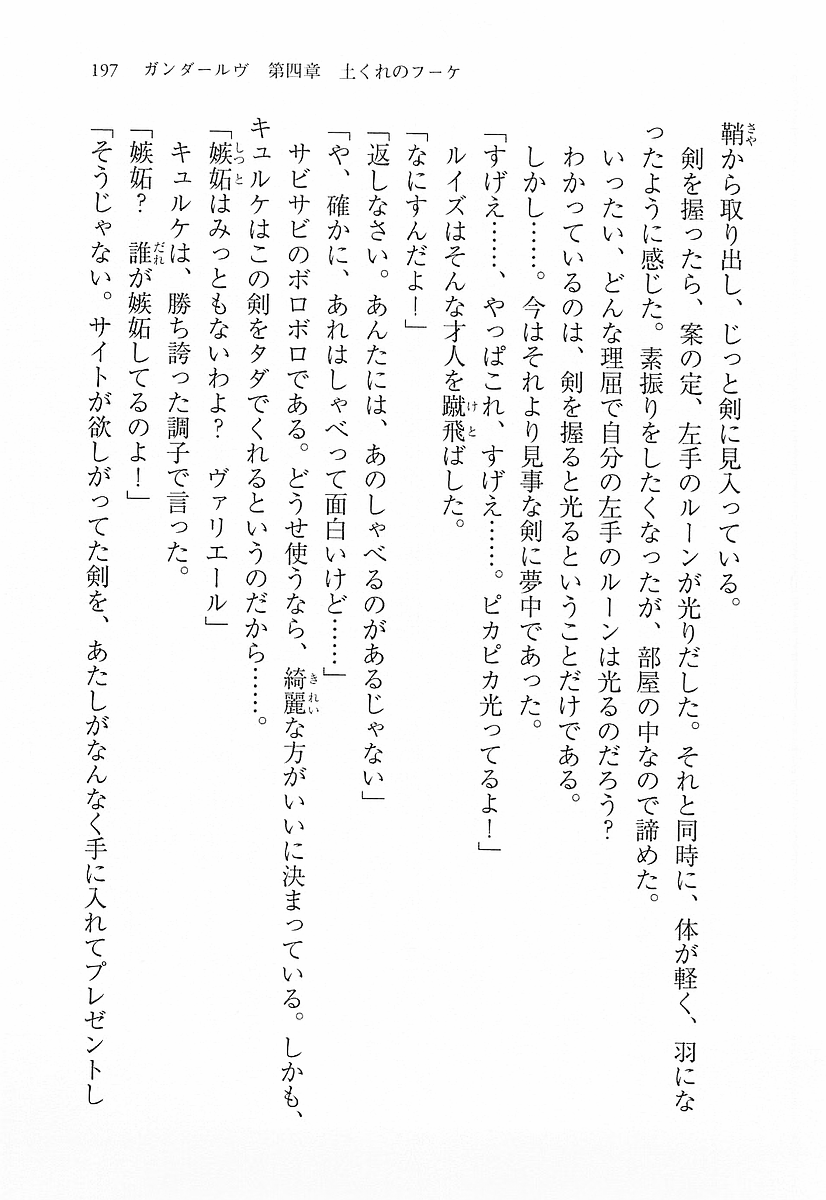 197　ガンダールヴ　第四章　土くれのフーケ
鞘から取り出し、じっと剣に見入っている。
　剣を握ったら、案の定、左手のルーンが光りだした。それと同時に、体が軽く、羽にな
ったように感じた。素振りをしたくなったが、部屋の中なので諦めた。
　いったい、どんな理屈で自分の左手のルーンは光るのだろう？
　わかっているのは、剣を握ると光るということだけである。
　しかし……。今はそれより見事な剣に夢中であった。
「すげえ……、やっぱこれ、すげえ……。ピカピカ光ってるよ！」
　ルイズはそんな才人を蹴飛ばした。
「なにすんだよ！」
「返しなさい。あんたには、あのしゃべるのがあるじゃない」
「や、確かに、あれはしゃべって面白いけど……」
　サビサビのボロボロである。どうせ使うなら、綺麗な方がいいに決まっている。しかも、
キュルケはこの剣をタダでくれるというのだから……。
「嫉妬はみっともないわよ？　ヴァリエール」
　キュルケは、勝ち誇った調子で言った。
「嫉妬？　誰が嫉妬してるのよ！」
「そうじゃない。サイトが欲しがってた剣を、あたしがなんなく手に入れてプレゼントし